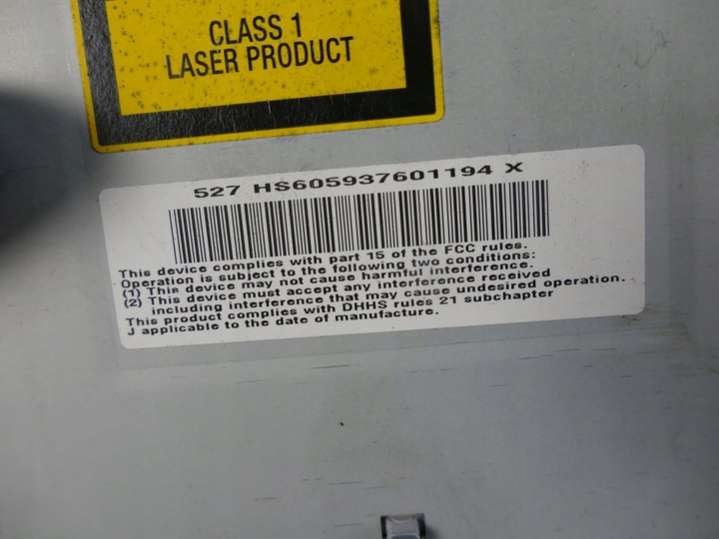 CLASS 1
LASER PRODUCT
527 HS605937601194 X
This device complies with part 15 of the FCC rules.
Operation is subject to the following two conditions:
(1) This device may not cause harmful interference.
(2) This device must accept any interference received
including interference that may cause undesired operation.
This product complies with DHHS rules 21 subchapter
J applicable to the date of manufacture.